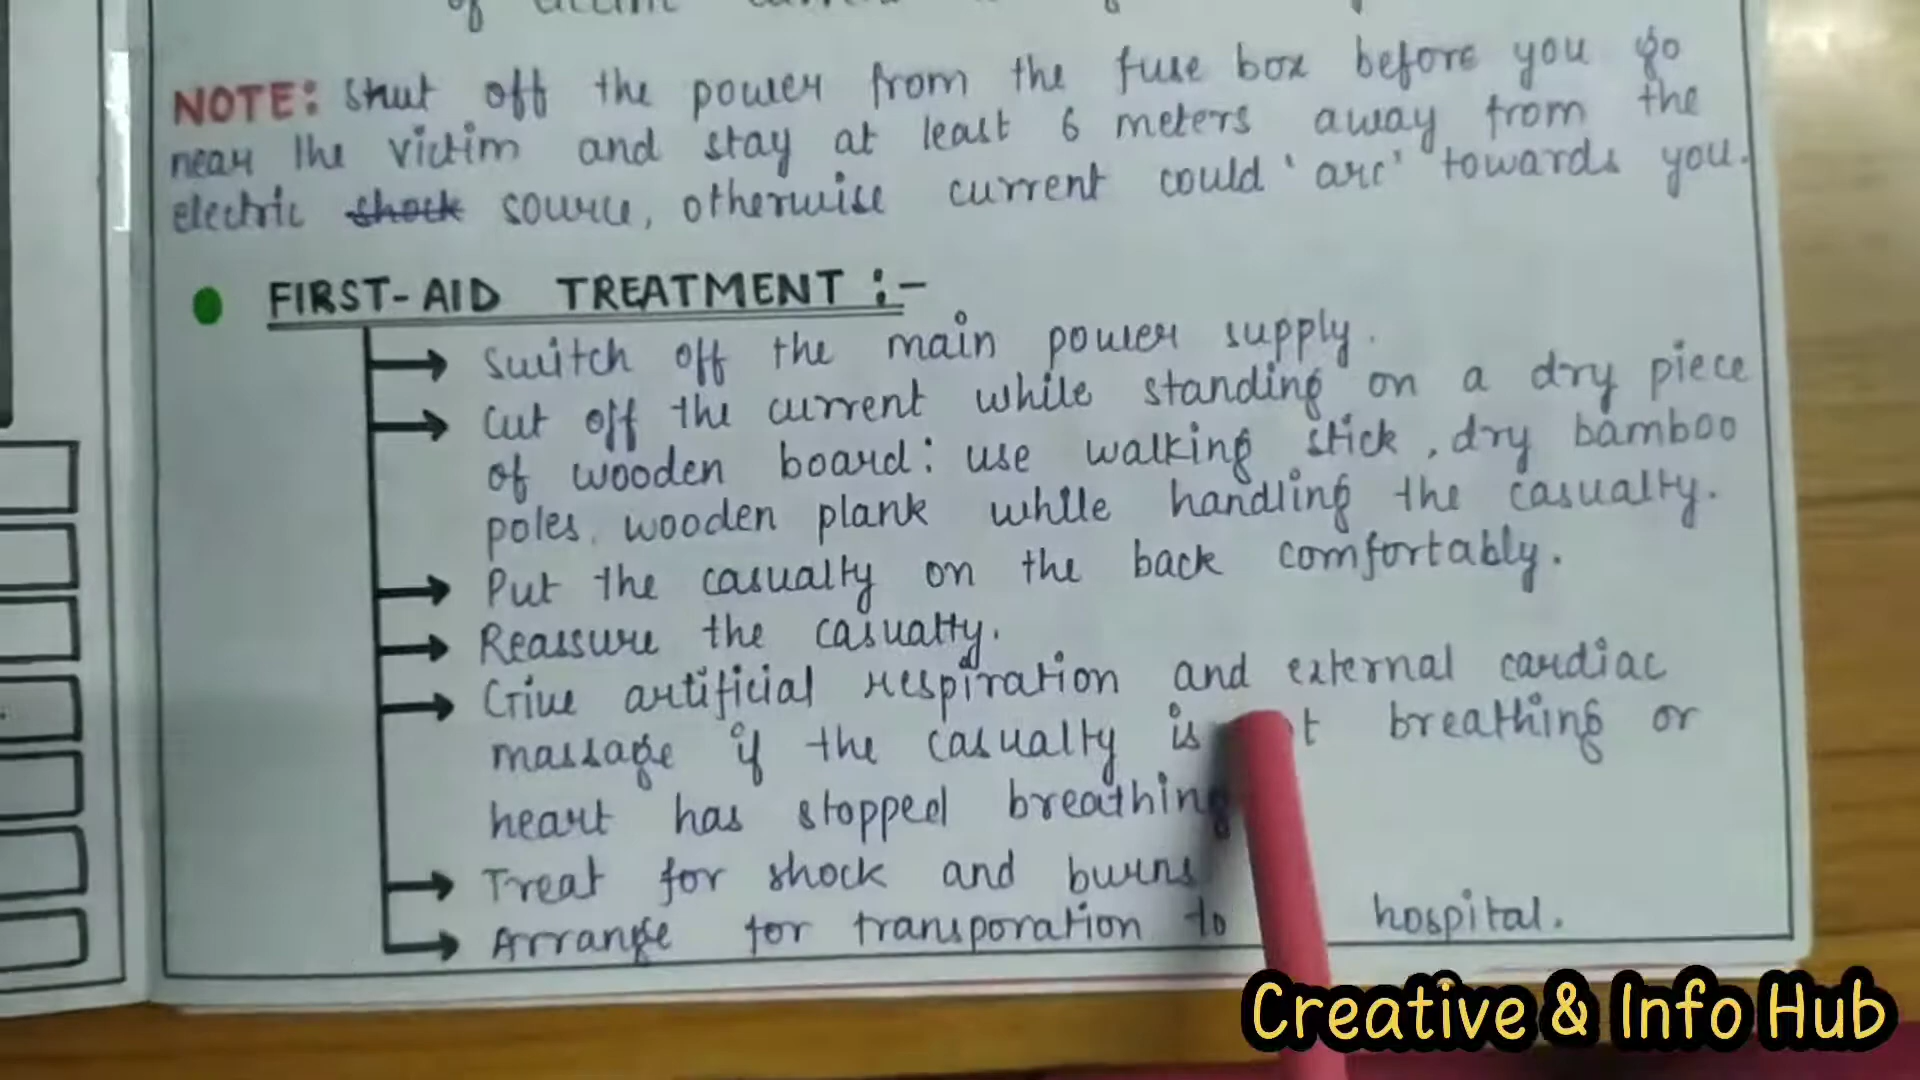 NOTE: Shut off the power from the fuse box before you go
near the victim and stay at least 6 meters away from the
electric shock source, otherwise current could 'arc' towards you.
FIRST-AID TREATMENT :-
Switch off the main power supply.
Cut off the current while standing on a dry piece
of wooden board: use walking stick, dry bamboo
poles, wooden plank while handling the casualty.
Put the casualty on the back comfortably.
Reassure the casualty.
Give artificial respiration and external cardiac
massage if the casualty is breathing or
heart has stopped breathing
Treat for shock and burns
Arrange for transporation to hospital.
Creative & Info Hub